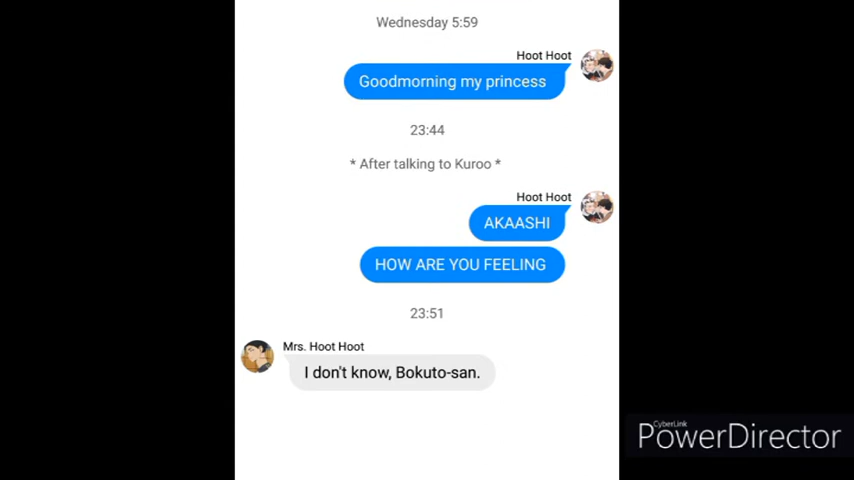 Wednesday 5:59
Hoot Hoot
Goodmorning my princess
23:44
* After talking to Kuroo *
Hoot Hoot
AKAASHI
HOW ARE YOU FEELING
23:51
Mrs. Hoot Hoot
I don't know, Bokuto-san.
CyberLink
PowerDirector